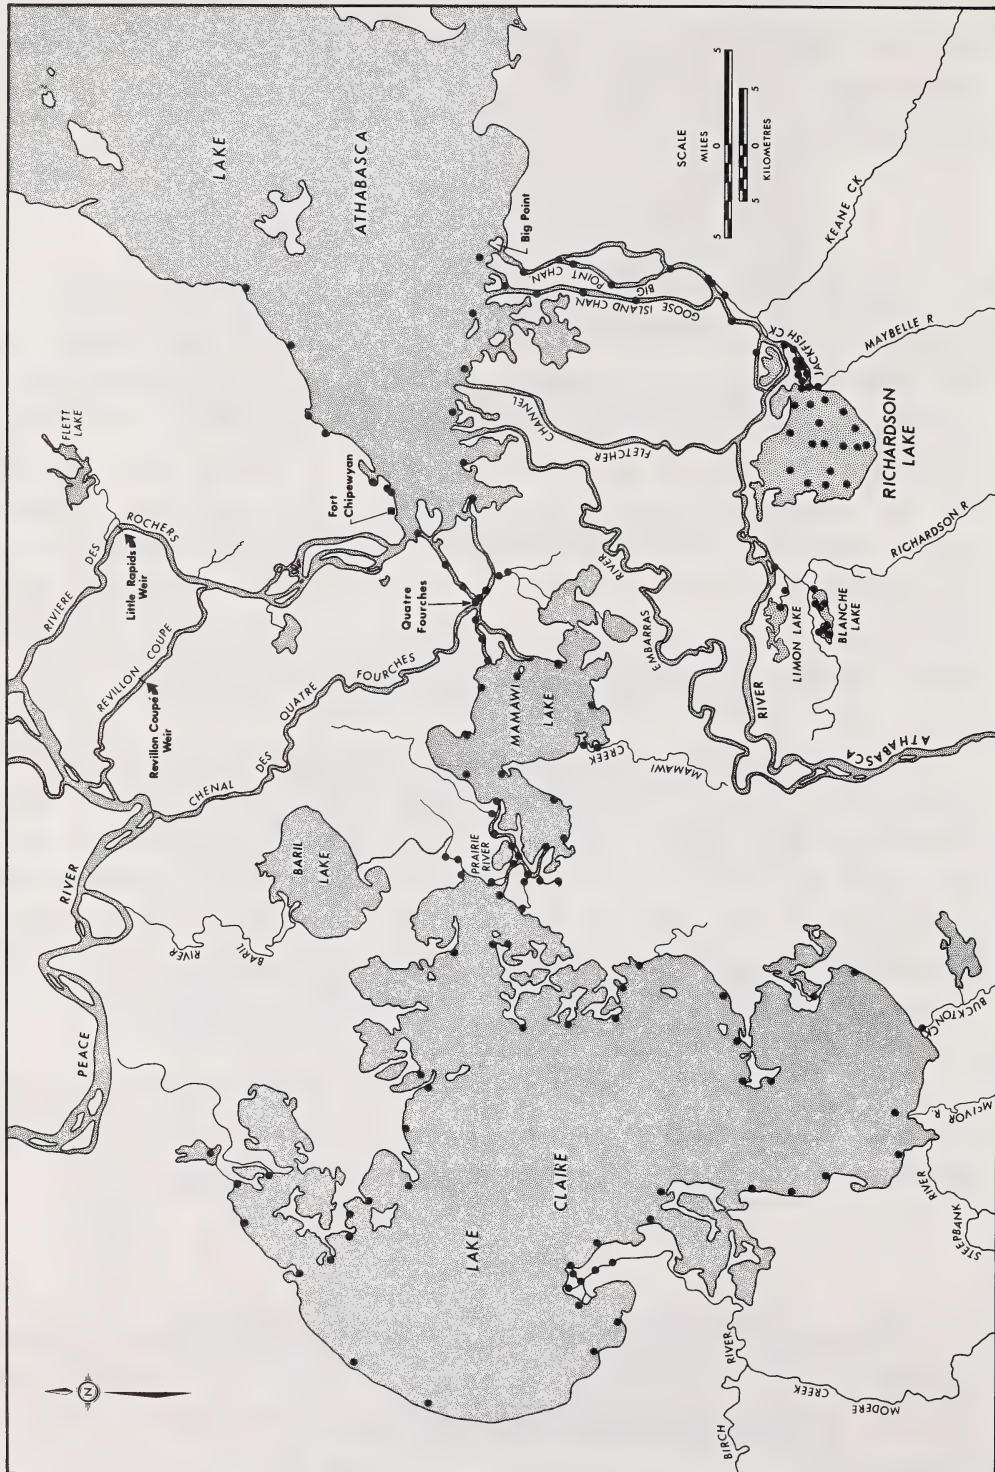 LAKE
ATHABASCA
SCALE
MILES
5 0 5
5 0 5
KILOMETRES
Big Point
BIG POINT CHAN
GOOSE ISLAND CHAN
KEANE CK
JACKFISH CK
MAYBELLE R
RICHARDSON
LAKE
FLETCHER CHANNEL
FLETT
LAKE
Fort
Chipewyan
RIVIERE DES ROCHERS
Little Rapids
Weir
REVILLON COUPE
Revillon Coupé
Weir
Quatre
Fourches
CHENAL DES QUATRE FOURCHES
EMBARRAS RIVER
RICHARDSON R
BLANCHE
LAKE
LIMON LAKE
ATHABASCA RIVER
MAMAWI
LAKE
MAMAWI CREEK
PRAIRIE
RIVER
BARIL
LAKE
BARIL RIVER
PEACE RIVER
LAKE CLAIRE
BUCKTON CK
McIVOR R
STEEPBANK RIVER
BIRCH RIVER
MODERE CREEK
N